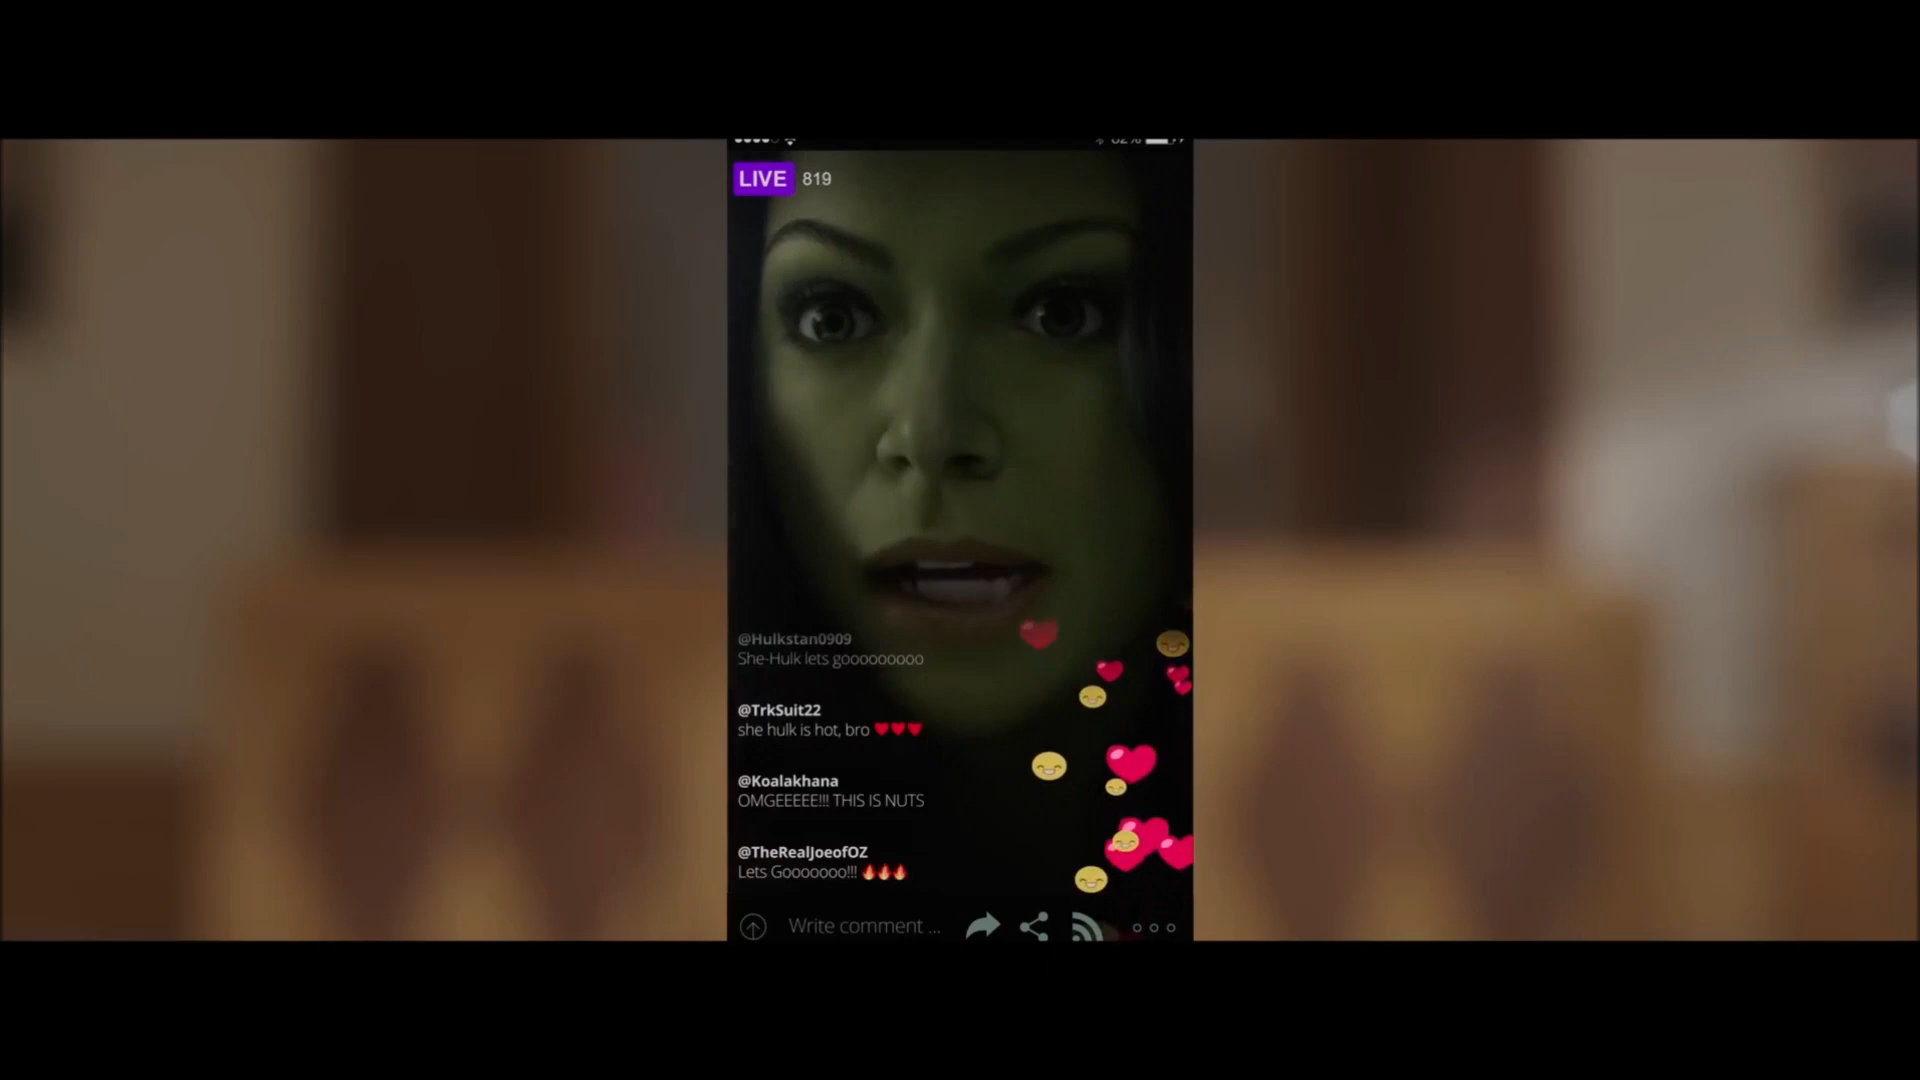 82%
LIVE 819
@Hulkstan0909
She-Hulk lets gooooooooo
@TrkSuit22
she hulk is hot, bro ❤❤❤
@Koalakhana
OMGEEEEE!!! THIS IS NUTS
@TheRealJoeofOZ
Lets Gooooooo!!! 🔥🔥🔥
Write comment ...